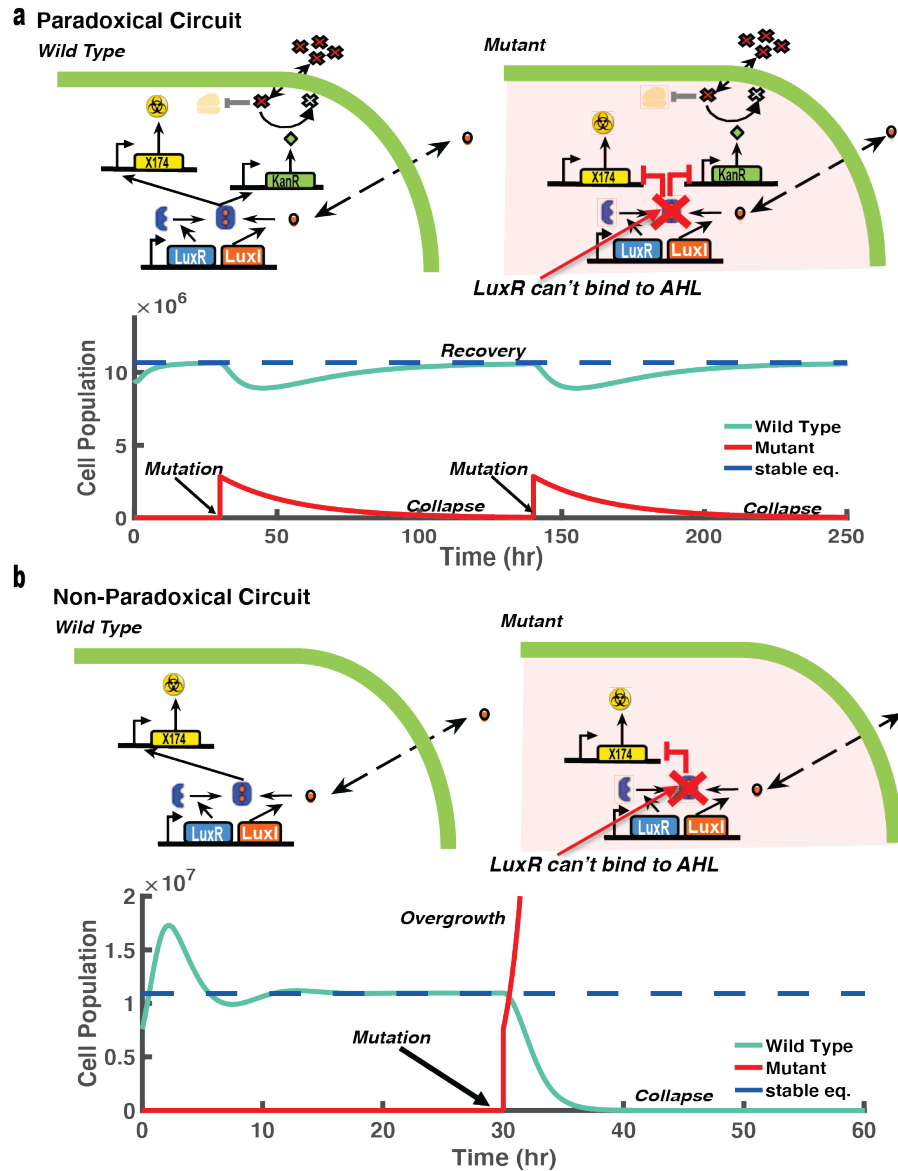 a Paradoxical Circuit
Wild Type
Mutant
X174
KanR
LuxR LuxI
X174
KanR
LuxR LuxI
LuxR can't bind to AHL
×10⁶
Recovery
10
5
0
Cell Population
Mutation
Collapse
Mutation
Collapse
Wild Type
Mutant
stable eq.
0 50 100 150 200 250
Time (hr)
b
Non-Paradoxical Circuit
Wild Type
Mutant
X174
LuxR LuxI
X174
LuxR LuxI
LuxR can't bind to AHL
×10⁷
2
1.5
1
0.5
0
Cell Population
Overgrowth
Mutation
Collapse
Wild Type
Mutant
stable eq.
0 10 20 30 40 50 60
Time (hr)